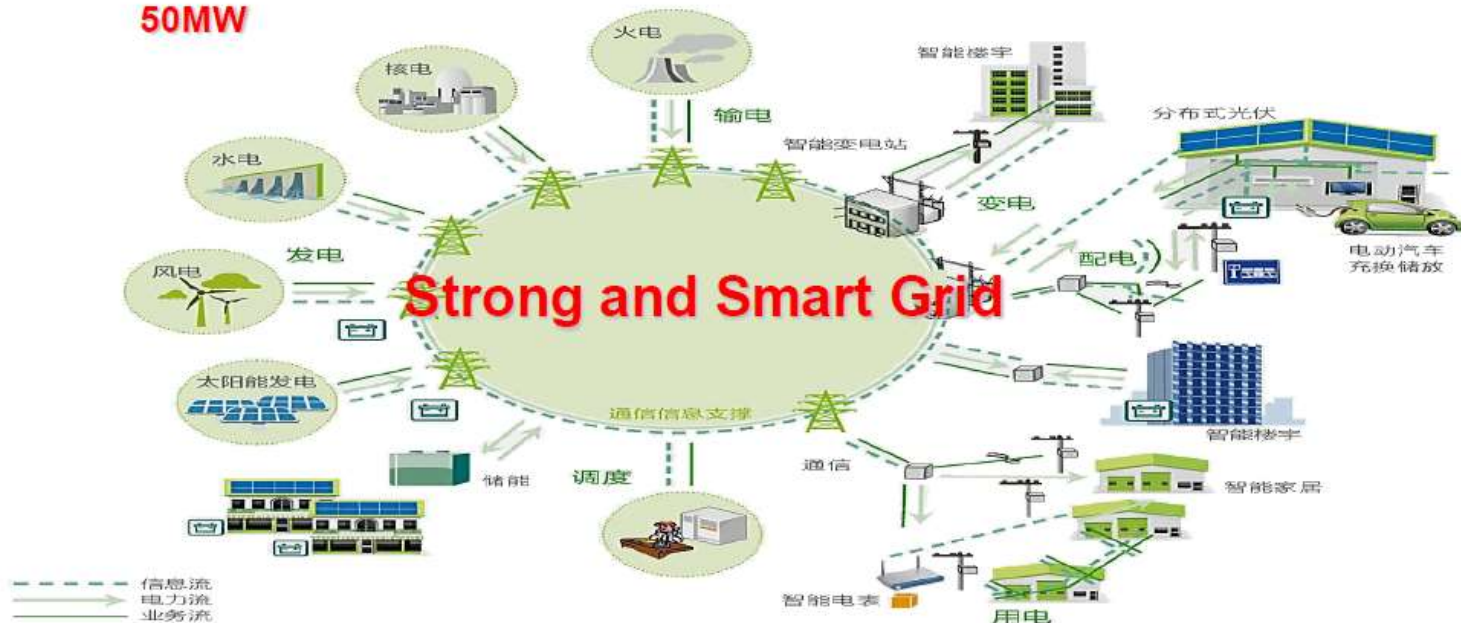 50MW
火电
核电
智能楼宇
分布式光伏
输电
智能变电站
水电
变电
发电
配电
电动汽车
充换储放
风电
Strong and Smart Grid
太阳能发电
通信信息支撑
智能楼宇
通信
储能
调度
智能家居
信息流
电力流
业务流
智能电表
用电